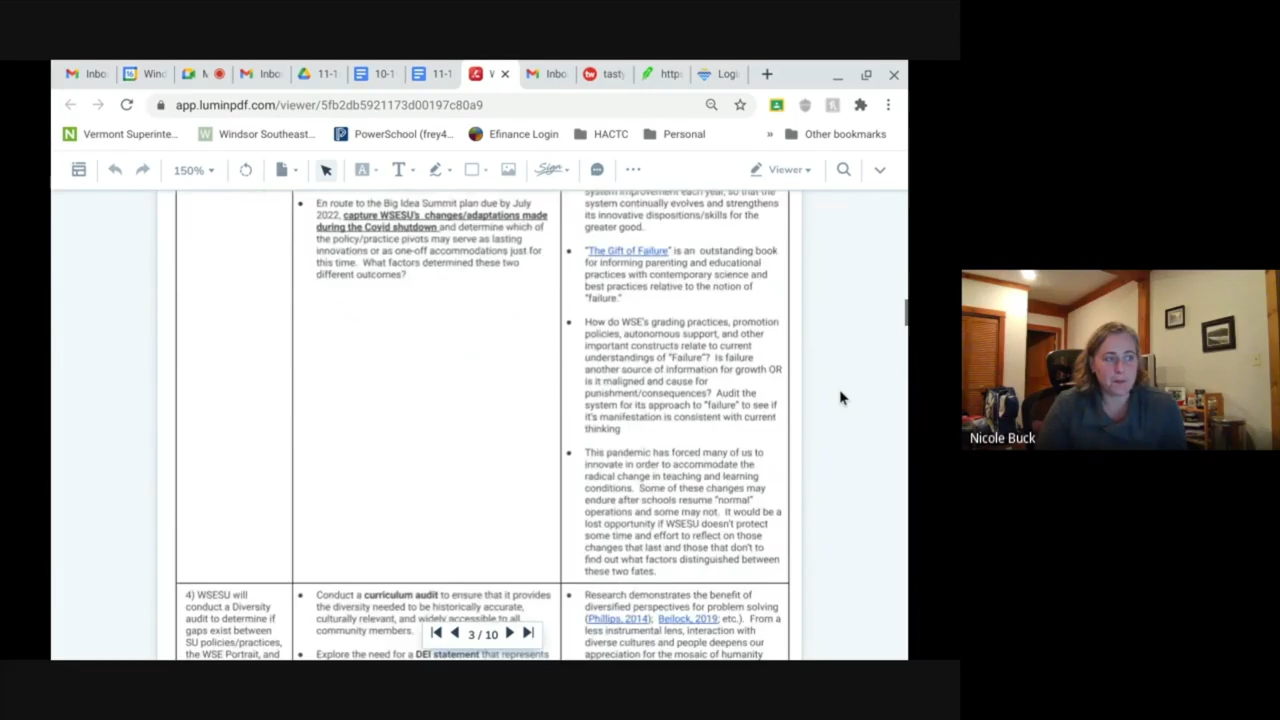 Inbo
Wind
M
Inbo
11-1
10-1
11-1
V
Inbo
tw
tasty
http:
Logi
app.luminpdf.com/viewer/5fb2db5921173d00197c80a9
N
Vermont Superinte...
W
Windsor Southeast...
PowerSchool (frey4...
Efinance Login
HACTC
Personal
»
Other bookmarks
150%
A
T
Sign
Viewer
En route to the Big Idea Summit plan due by July
2022, capture WSESU's changes/adaptations made
during the Covid shutdown and determine which of
the policy/practice pivots may serve as lasting
innovations or as one-off accommodations just for
this time. What factors determined these two
different outcomes?
system improvement each year, so that the
system continually evolves and strengthens
its innovative dispositions/skills for the
greater good.
"The Gift of Failure" is an outstanding book
for informing parenting and educational
practices with contemporary science and
best practices relative to the notion of
"failure."
How do WSE's grading practices, promotion
policies, autonomous support, and other
important constructs relate to current
understandings of "Failure"? Is failure
another source of information for growth OR
is it maligned and cause for
punishment/consequences? Audit the
system for its approach to "failure" to see if
it's manifestation is consistent with current
thinking
This pandemic has forced many of us to
innovate in order to accommodate the
radical change in teaching and learning
conditions. Some of these changes may
endure after schools resume "normal"
operations and some may not. It would be a
lost opportunity if WSESU doesn't protect
some time and effort to reflect on those
changes that last and those that don't to
find out what factors distinguished between
these two fates.
4) WSESU will
conduct a Diversity
audit to determine if
gaps exist between
SU policies/practices,
the WSE Portrait, and
Conduct a curriculum audit to ensure that it provides
the diversity needed to be historically accurate,
culturally relevant, and widely accessible to all
community members.
Explore the need for a DEI statement that represents
Research demonstrates the benefit of
diversified perspectives for problem solving
(Phillips, 2014); Beilock, 2019; etc.). From a
less instrumental lens, interaction with
diverse cultures and people deepens our
appreciation for the mosaic of humanity
3 / 10
Nicole Buck